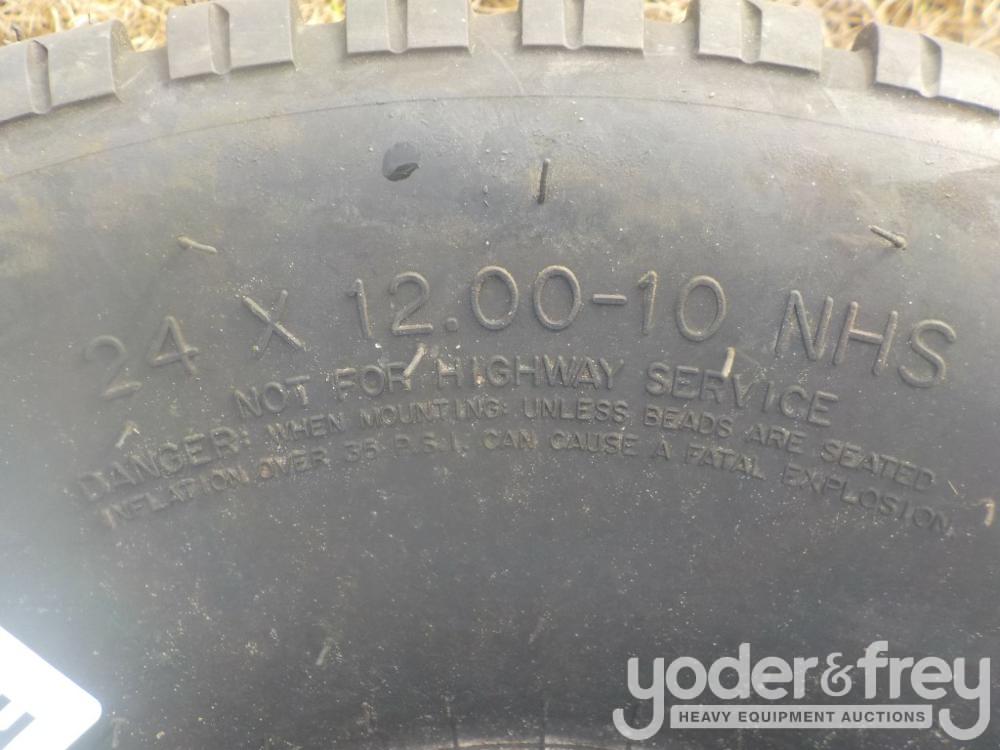 24 X 12.00-10 NHS
NOT FOR HIGHWAY SERVICE
DANGER: WHEN MOUNTING: UNLESS BEADS ARE SEATED
INFLATION OVER 35 P.S.I. CAN CAUSE A FATAL EXPLOSION
yoder&frey
HEAVY EQUIPMENT AUCTIONS